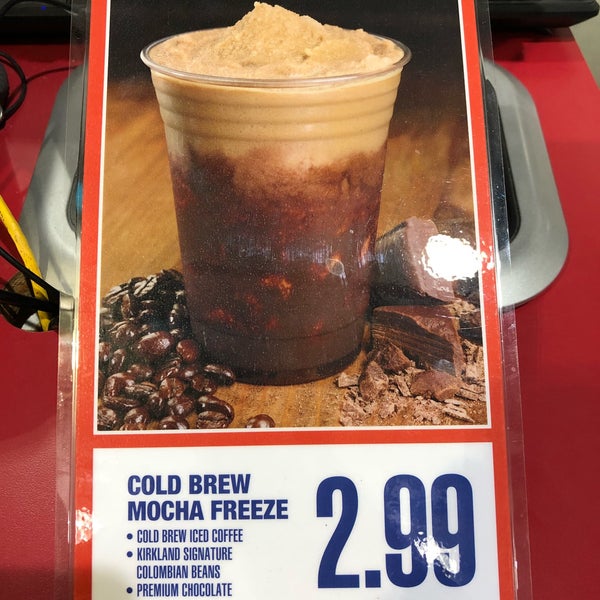 COLD BREW
MOCHA FREEZE
• COLD BREW ICED COFFEE
• KIRKLAND SIGNATURE
COLOMBIAN BEANS
• PREMIUM CHOCOLATE
2.99